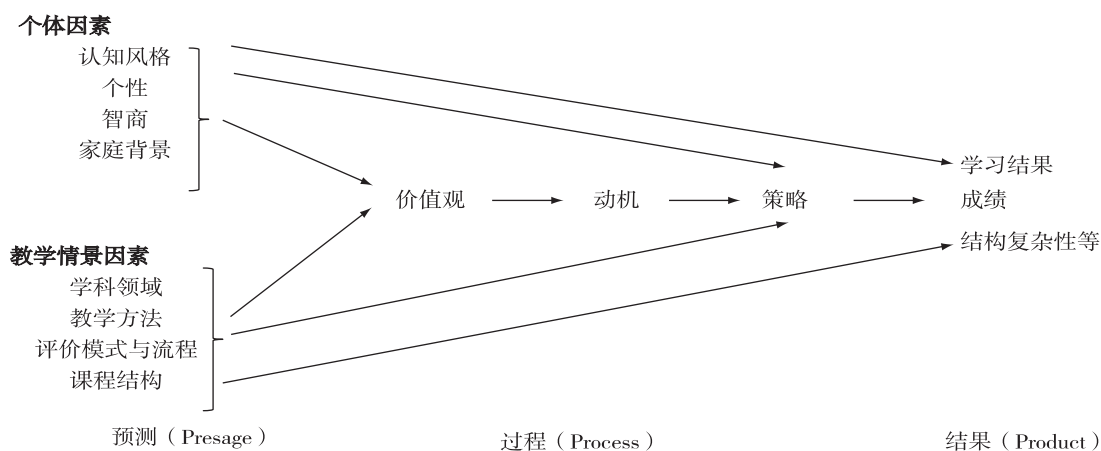 个体因素
认知风格
个性
智商
家庭背景
价值观
动机
策略
学习结果
成绩
结构复杂性等
教学情景因素
学科领域
教学方法
评价模式与流程
课程结构
预测（Presage）
过程（Process）
结果（Product）